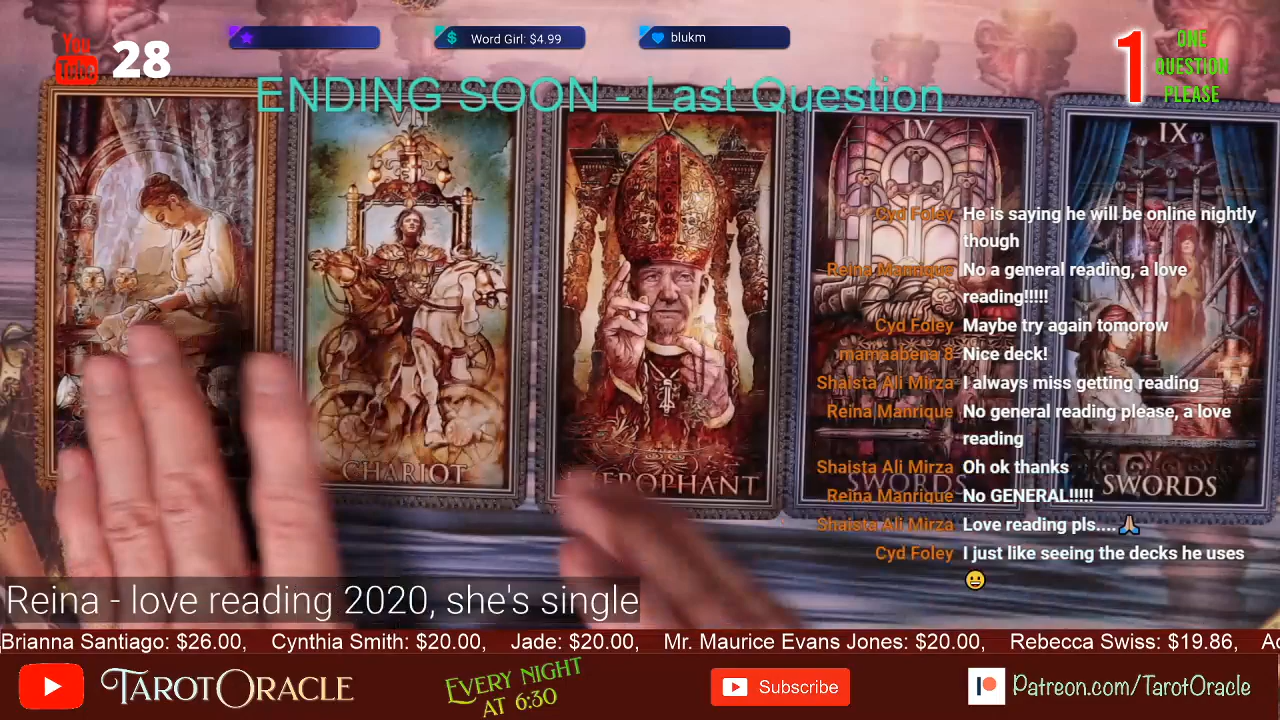 You
Tube
28
Word Girl: $4.99
blukm
1
ONE
QUESTION
PLEASE
ENDING SOON - Last Question
V
VII
V
IV
IX
CHARIOT
HIEROPHANT
SWORDS
SWORDS
Cyd Foley He is saying he will be online nightly
though
Reina Manrique No a general reading, a love
reading!!!!!
Cyd Foley Maybe try again tomorow
mamaabena 8 Nice deck!
Shaista Ali Mirza I always miss getting reading
Reina Manrique No general reading please, a love
reading
Shaista Ali Mirza Oh ok thanks
Reina Manrique No GENERAL!!!!!
Shaista Ali Mirza Love reading pls....🙏
Cyd Foley I just like seeing the decks he uses
😀
Reina - love reading 2020, she's single
Brianna Santiago: $26.00, Cynthia Smith: $20.00, Jade: $20.00, Mr. Maurice Evans Jones: $20.00, Rebecca Swiss: $19.86,
TAROTORACLE
EVERY NIGHT
AT 6:30
Subscribe
Patreon.com/TarotOracle